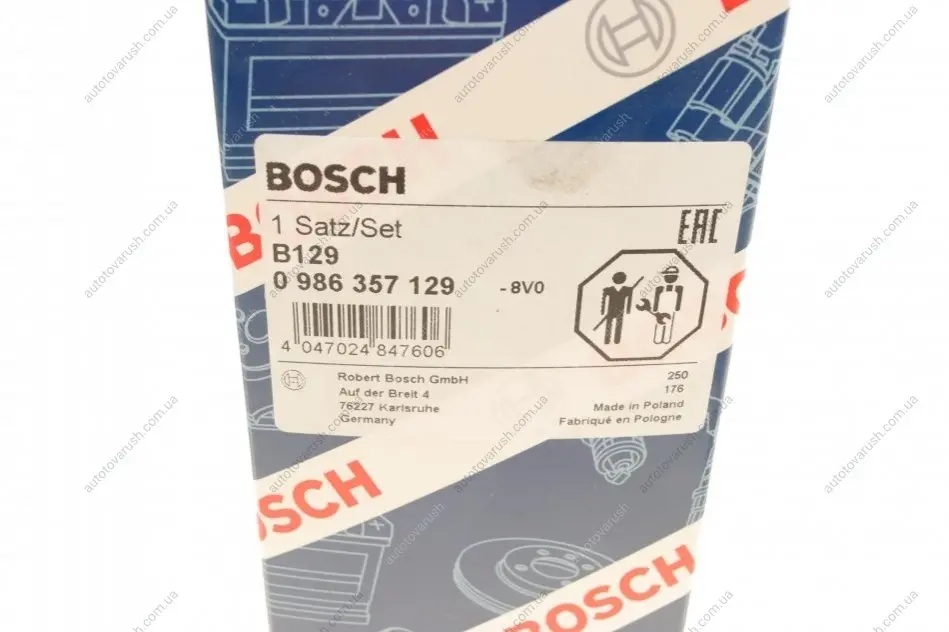 BOSCH
1 Satz/Set
EAC
B129
0 986 357 129 - 8V0
4 047024 847606
Robert Bosch GmbH
Auf der Breit 4
76227 Karlsruhe
Germany
250
176
Made in Poland
Fabriqué en Pologne
BOSCH
BOSCH
autotovarush.com.ua